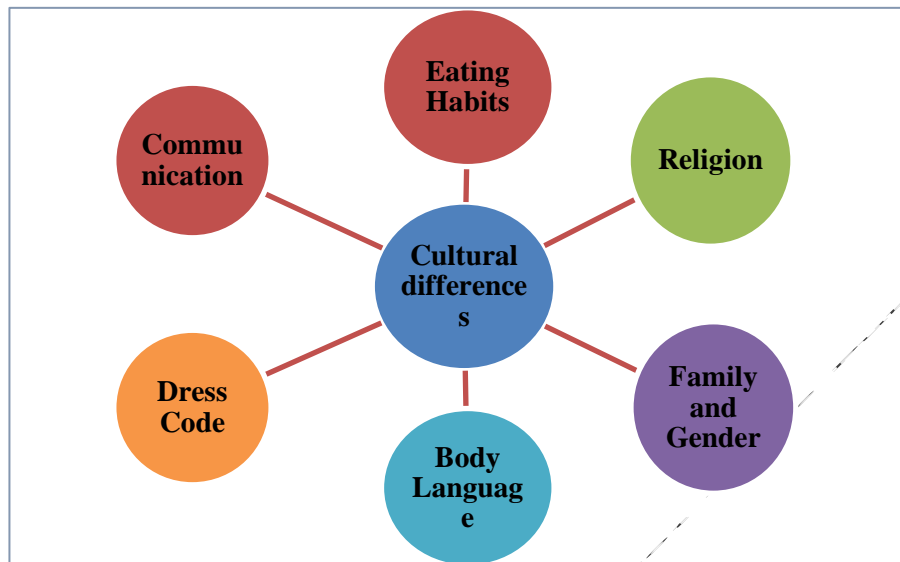 Eating
Habits
Commu
nication
Religion
Cultural
difference
s
Dress
Code
Family
and
Gender
Body
Languag
e